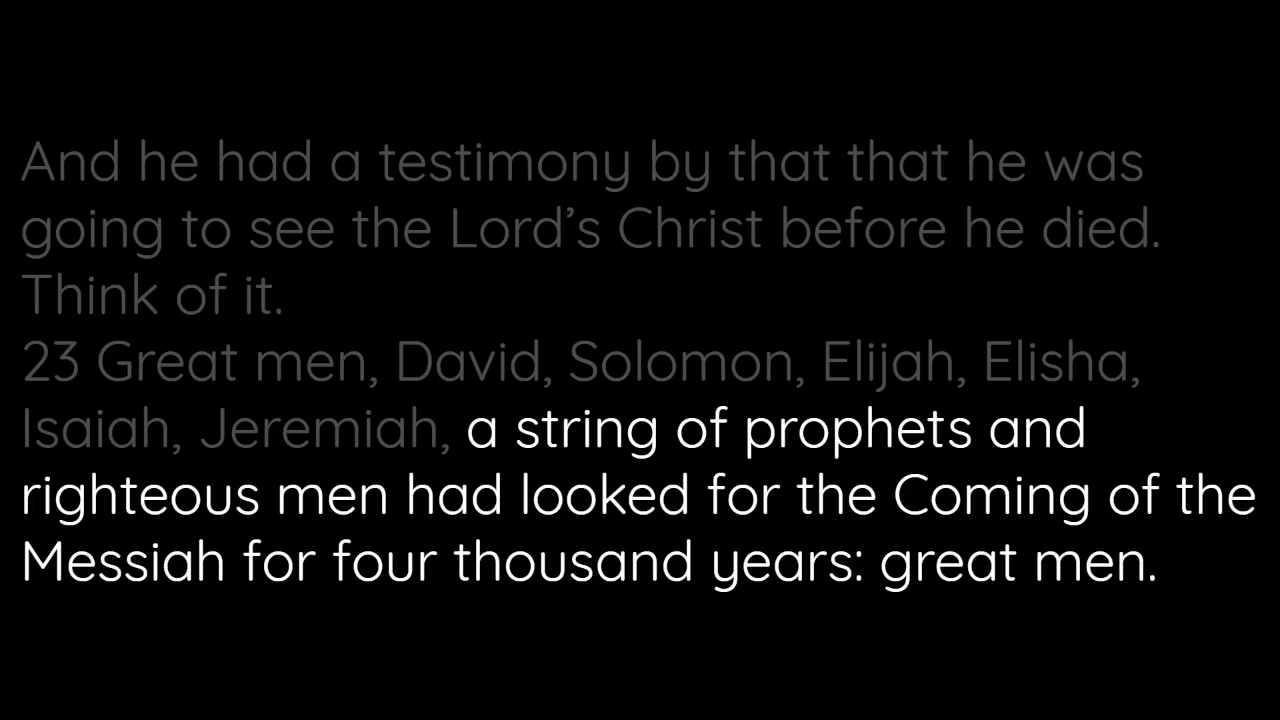 And he had a testimony by that that he was
going to see the Lord’s Christ before he died.
Think of it.
23 Great men, David, Solomon, Elijah, Elisha,
Isaiah, Jeremiah, a string of prophets and
righteous men had looked for the Coming of the
Messiah for four thousand years: great men.